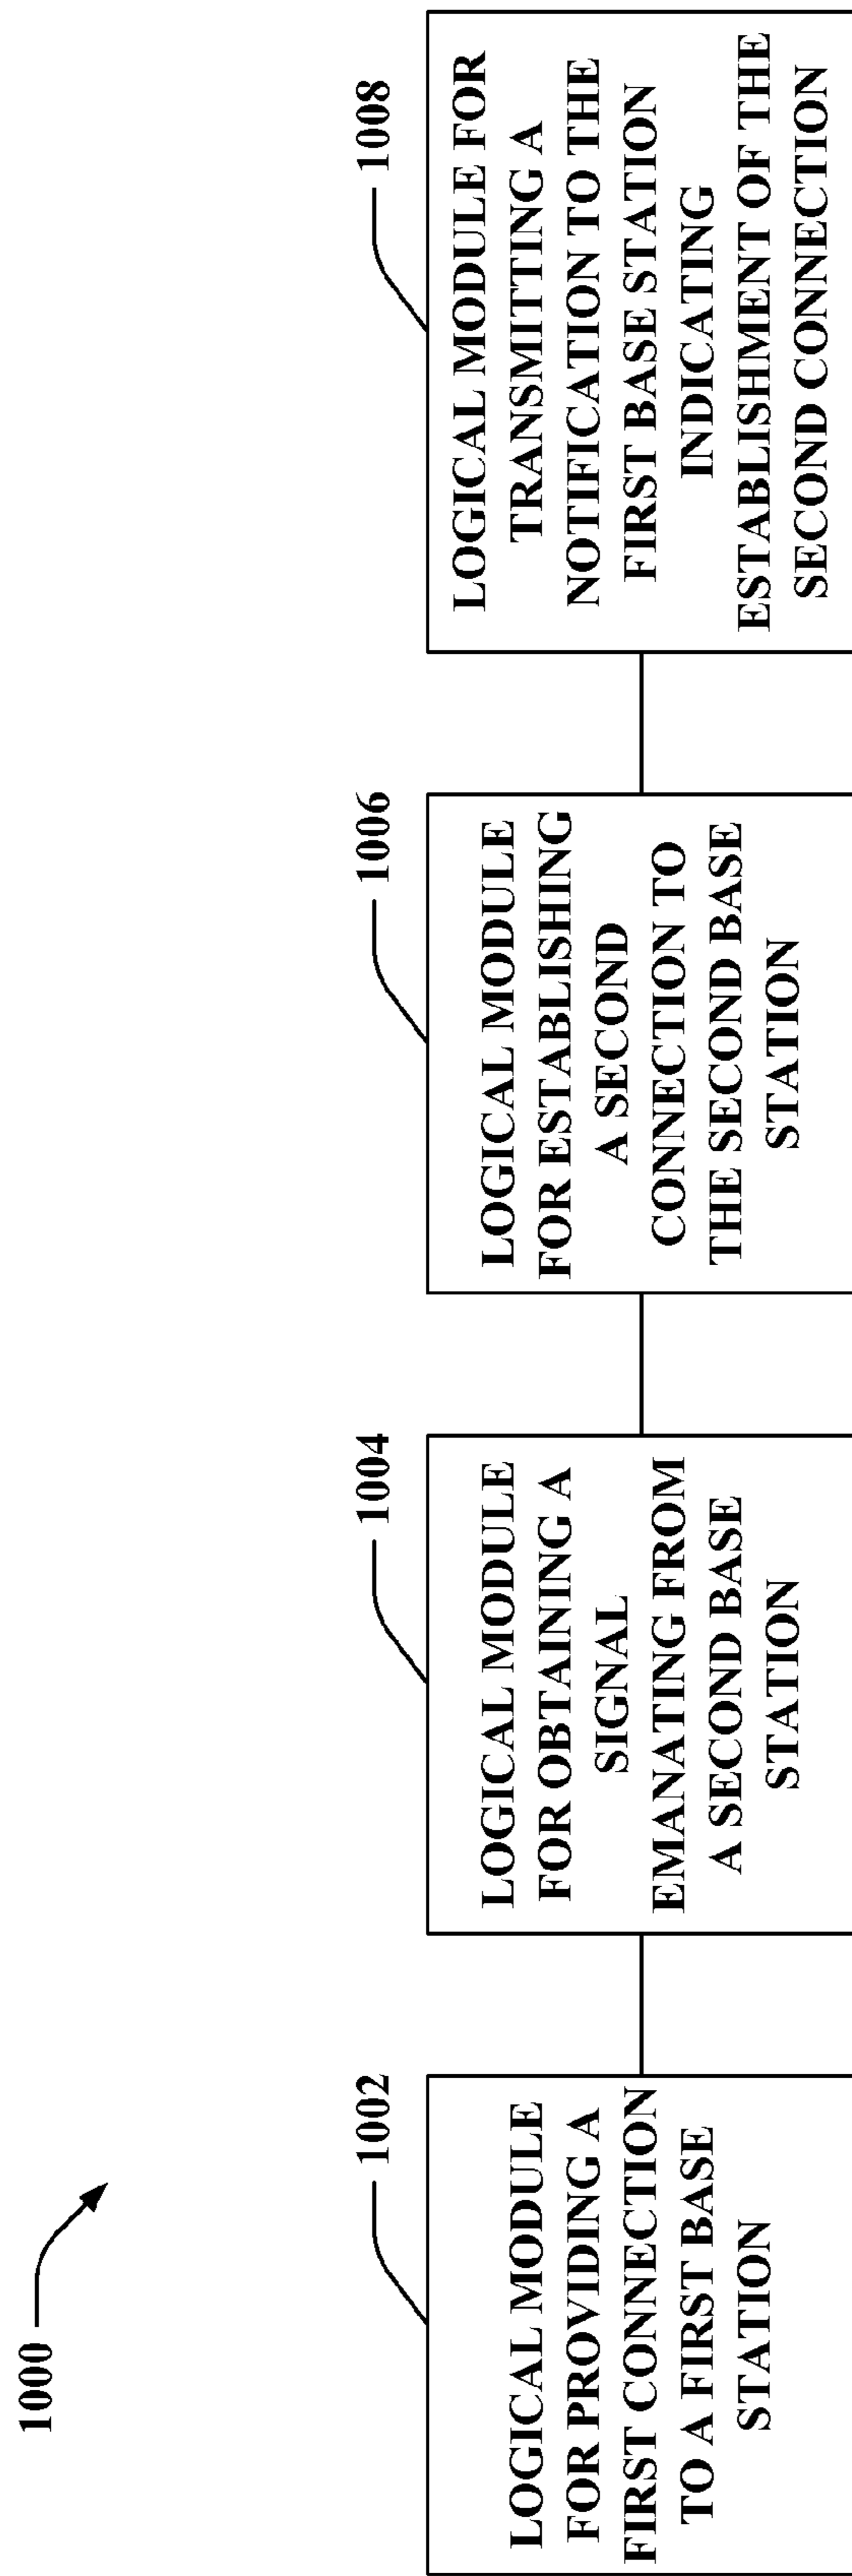 1000
1002
LOGICAL MODULE
FOR PROVIDING A
FIRST CONNECTION
TO A FIRST BASE
STATION
1004
LOGICAL MODULE
FOR OBTAINING A
SIGNAL
EMANATING FROM
A SECOND BASE
STATION
1006
LOGICAL MODULE
FOR ESTABLISHING
A SECOND
CONNECTION TO
THE SECOND BASE
STATION
1008
LOGICAL MODULE FOR
TRANSMITTING A
NOTIFICATION TO THE
FIRST BASE STATION
INDICATING
ESTABLISHMENT OF THE
SECOND CONNECTION